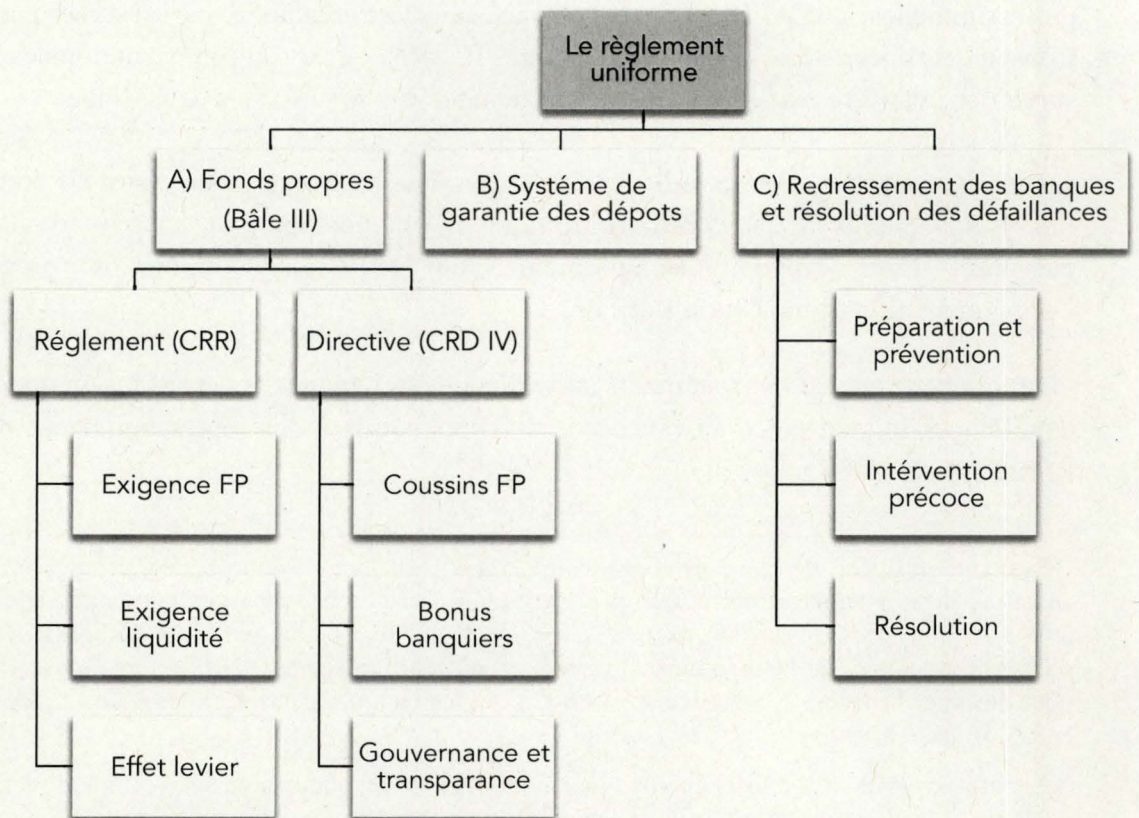 Le règlement
uniforme
A) Fonds propres
(Bâle III)
B) Systéme de
garantie des dépots
C) Redressement des banques
et résolution des défaillances
Réglement (CRR)
Directive (CRD IV)
Préparation et
prévention
Exigence FP
Coussins FP
Intérvention
précoce
Exigence
liquidité
Bonus
banquiers
Résolution
Effet levier
Gouvernance et
transparance